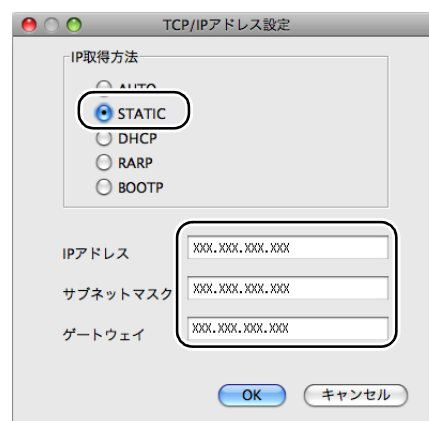 TCP/IPアドレス設定
IP取得方法
AUTO
STATIC
DHCP
RARP
BOOTP
IPアドレス XXX.XXX.XXX.XXX
サブネットマスク XXX.XXX.XXX.XXX
ゲートウェイ XXX.XXX.XXX.XXX
OK キャンセル